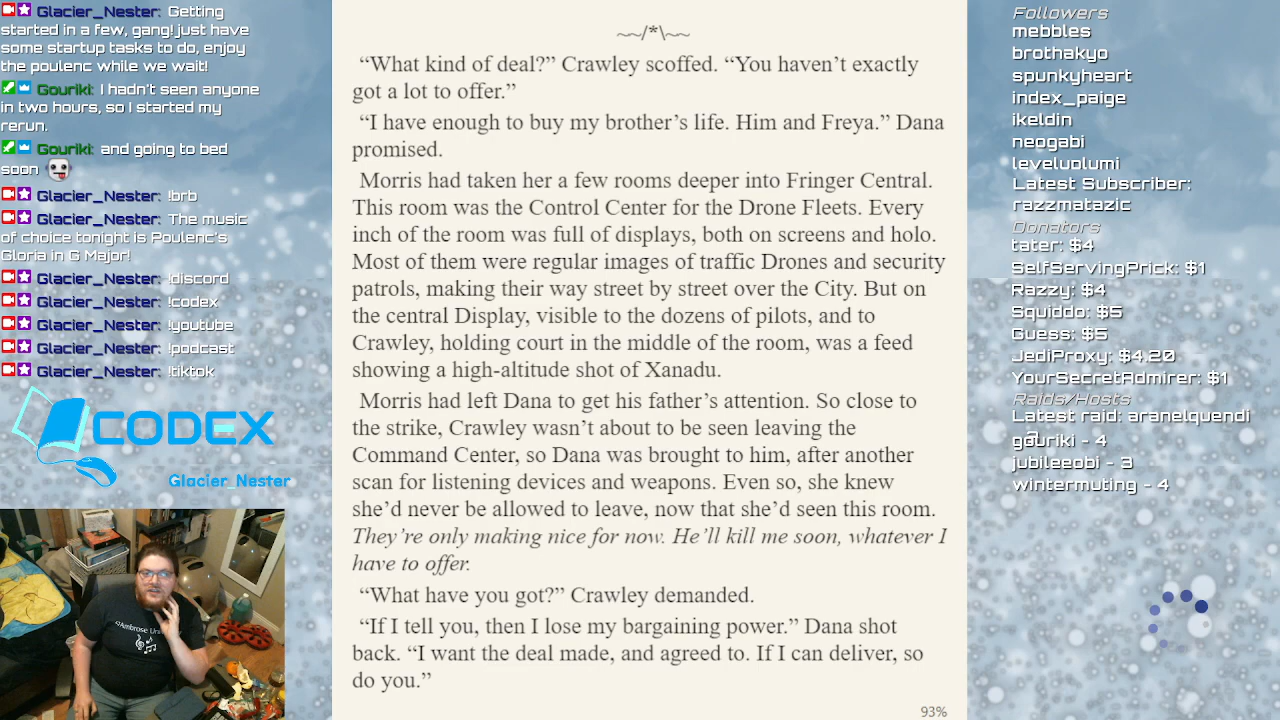 Glacier_Nester: Getting
started in a few, gang! just have
some startup tasks to do, enjoy
the poulenc while we wait!
Gouriki: I hadn't seen anyone
in two hours, so I started my
rerun.
Gouriki: and going to bed
soon
Glacier_Nester: !brb
Glacier_Nester: The music
of choice tonight is Poulenc's
Gloria in G Major!
Glacier_Nester: !discord
Glacier_Nester: !codex
Glacier_Nester: !youtube
Glacier_Nester: !podcast
Glacier_Nester: !tiktok
CODEX
Glacier_Nester
~~/*\~~
“What kind of deal?” Crawley scoffed. “You haven’t exactly
got a lot to offer.”
“I have enough to buy my brother’s life. Him and Freya.” Dana
promised.
Morris had taken her a few rooms deeper into Fringer Central.
This room was the Control Center for the Drone Fleets. Every
inch of the room was full of displays, both on screens and holo.
Most of them were regular images of traffic Drones and security
patrols, making their way street by street over the City. But on
the central Display, visible to the dozens of pilots, and to
Crawley, holding court in the middle of the room, was a feed
showing a high-altitude shot of Xanadu.
Morris had left Dana to get his father’s attention. So close to
the strike, Crawley wasn’t about to be seen leaving the
Command Center, so Dana was brought to him, after another
scan for listening devices and weapons. Even so, she knew
she’d never be allowed to leave, now that she’d seen this room.
They’re only making nice for now. He’ll kill me soon, whatever I
have to offer.
“What have you got?” Crawley demanded.
“If I tell you, then I lose my bargaining power.” Dana shot
back. “I want the deal made, and agreed to. If I can deliver, so
do you.”
93%
Followers
mebbles
brothakyo
spunkyheart
index_paige
ikeldin
neogabi
leveluolumi
Latest Subscriber:
razzmatazic
Donators
tater: $4
SelfServingPrick: $1
Razzy: $4
Squiddo: $5
Guess: $5
JediProxy: $4.20
YourSecretAdmirer: $1
Raids/Hosts
Latest raid: aranelquendi
gouriki - 4
jubileeobi - 3
wintermuting - 4